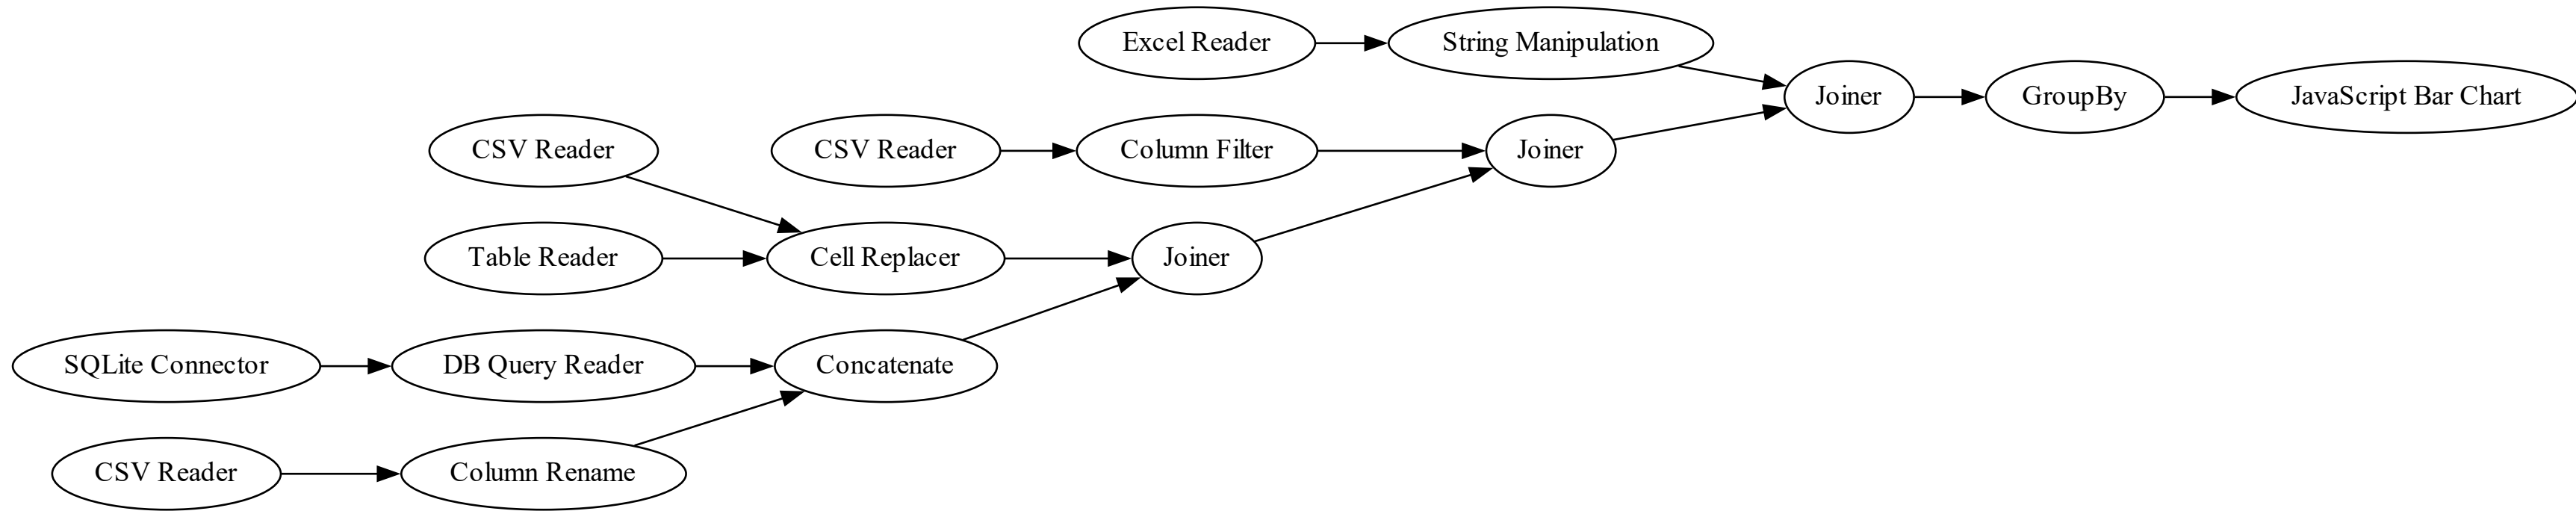 Excel Reader
String Manipulation
Joiner
GroupBy
JavaScript Bar Chart
CSV Reader
CSV Reader
Column Filter
Joiner
Table Reader
Cell Replacer
Joiner
SQLite Connector
DB Query Reader
Concatenate
CSV Reader
Column Rename